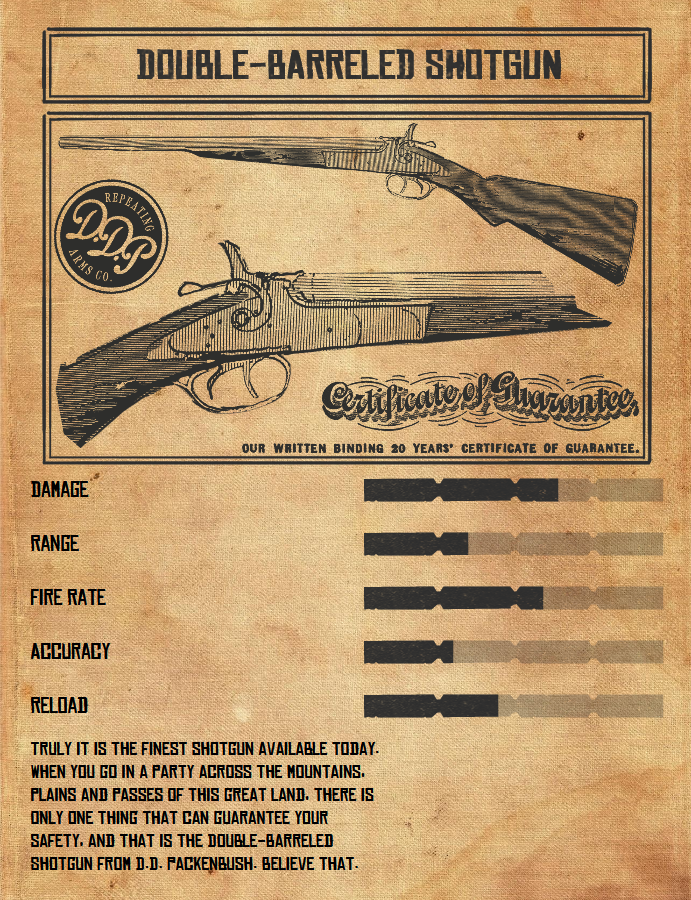 DOUBLE-BARRELED SHOTGUN
REPEATING
D.D.P
ARMS CO.
Certificate of Guarantee.
OUR WRITTEN BINDING 20 YEARS' CERTIFICATE OF GUARANTEE.
DAMAGE
RANGE
FIRE RATE
ACCURACY
RELOAD
TRULY IT IS THE FINEST SHOTGUN AVAILABLE TODAY.
WHEN YOU GO IN A PARTY ACROSS THE MOUNTAINS,
PLAINS AND PASSES OF THIS GREAT LAND, THERE IS
ONLY ONE THING THAT CAN GUARANTEE YOUR
SAFETY, AND THAT IS THE DOUBLE-BARRELED
SHOTGUN FROM D.D. PACKENBUSH. BELIEVE THAT.